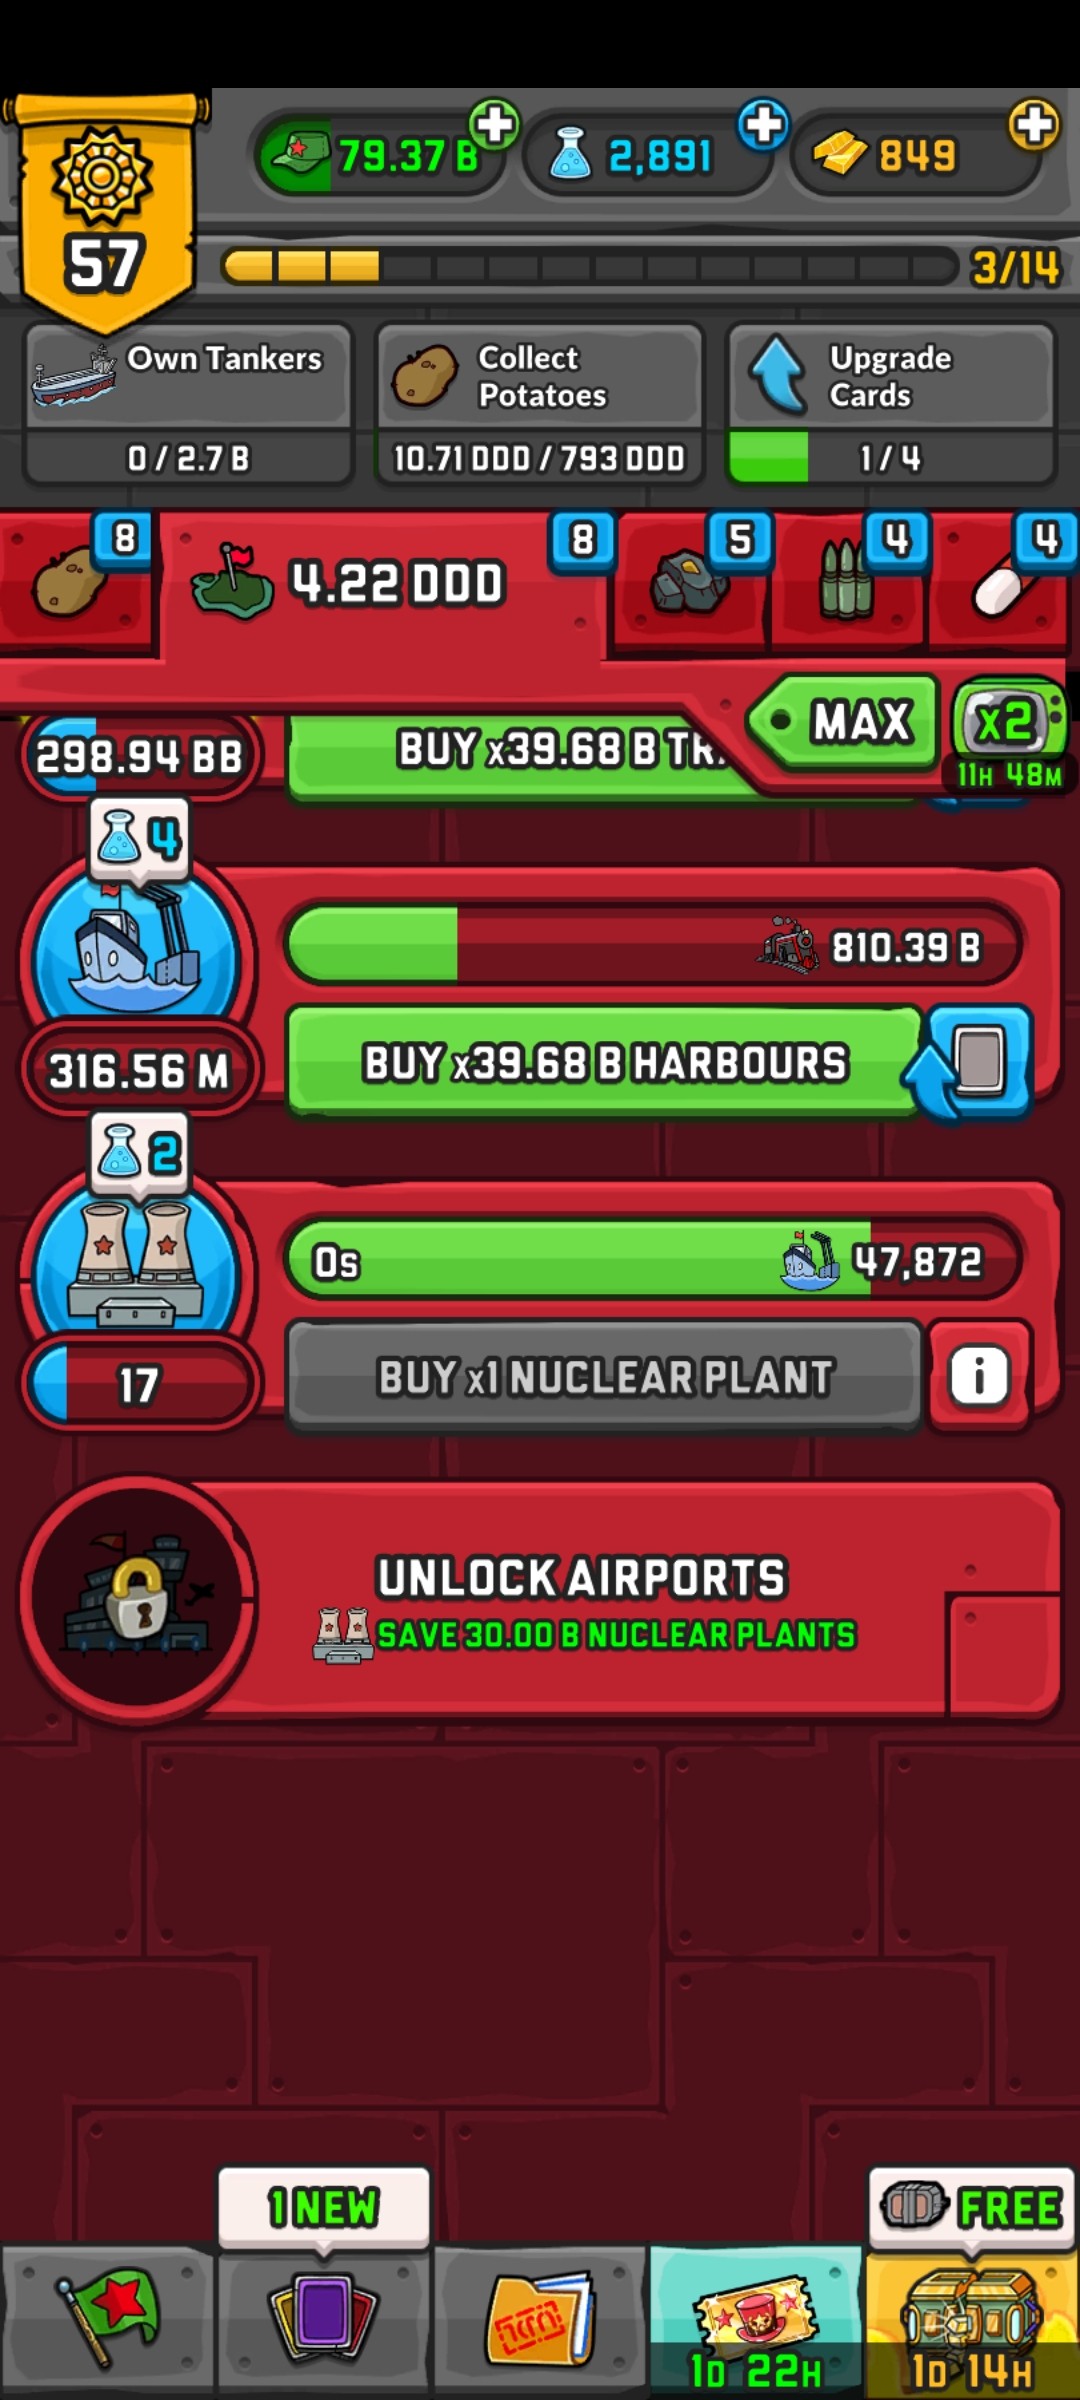 79.37 B
2,891
849
57
3/14
Own Tankers
0 / 2.7 B
Collect
Potatoes
10.71 DDD / 793 DDD
Upgrade
Cards
1 / 4
8
4.22 DDD
8
5
4
4
MAX
x2
11H 48M
298.94 BB
BUY x39.68 B TR
4
810.39 B
316.56 M
BUY x39.68 B HARBOURS
2
0s
47,872
17
BUY x1 NUCLEAR PLANT
i
UNLOCK AIRPORTS
SAVE 30.00 B NUCLEAR PLANTS
1 NEW
FREE
1D 22H
1D 14H